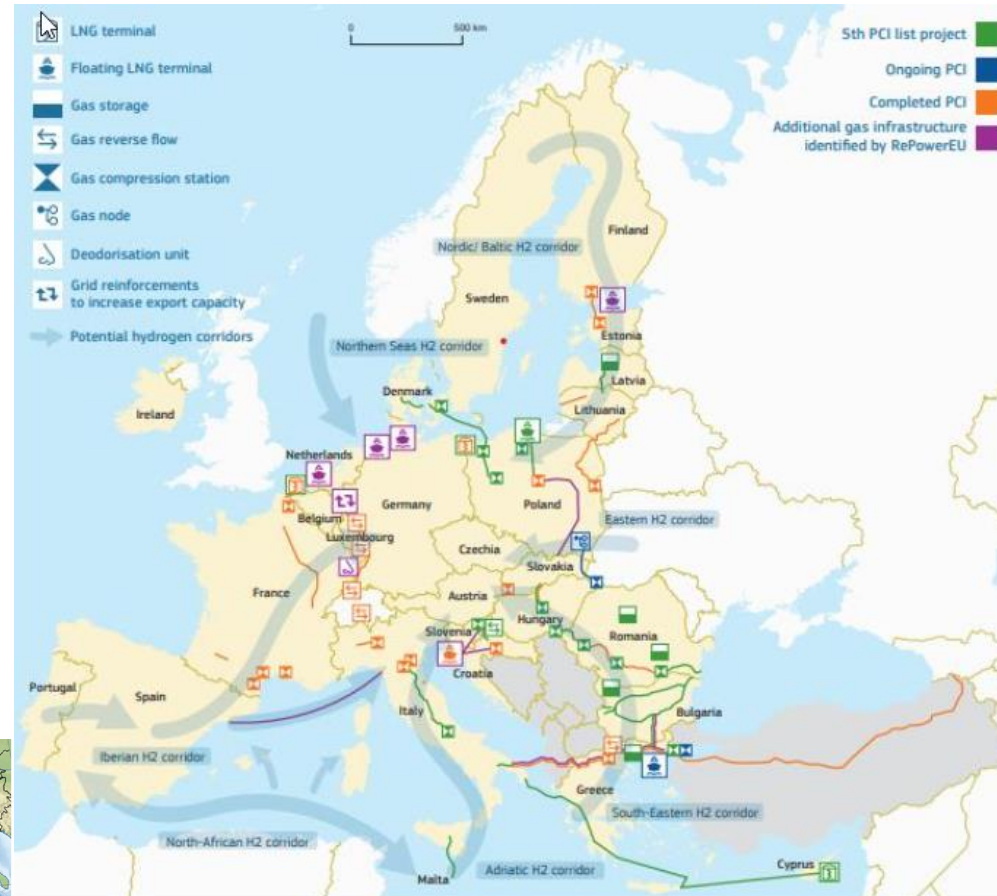 LNG terminal
Floating LNG terminal
Gas storage
Gas reverse flow
Gas compression station
Gas node
Deodorisation unit
Grid reinforcements
to increase export capacity
Potential hydrogen corridors
0 500 km
5th PCI list project
Ongoing PCI
Completed PCI
Additional gas infrastructure
identified by RePowerEU
Finland
Nordic/ Baltic H2 corridor
Sweden
Estonia
Northern Seas H2 corridor
Latvia
Denmark
Lithuania
Ireland
Netherlands
Germany
Poland
Belgium
Eastern H2 corridor
Luxembourg
Czechia
Slovakia
France
Austria
Hungary
Slovenia
Romania
Croatia
Portugal
Spain
Italy
Bulgaria
Iberian H2 corridor
Greece
South-Eastern H2 corridor
North-African H2 corridor
Cyprus
Adriatic H2 corridor
Malta